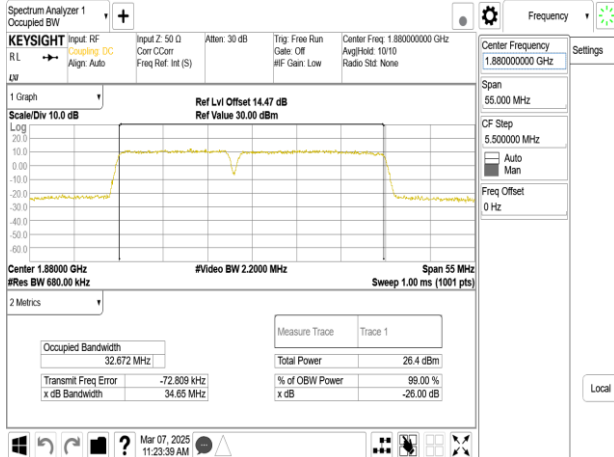 Spectrum Analyzer 1
Occupied BW
KEYSIGHT
RL
Input: RF
Coupling: DC
Align: Auto
Input Z: 50 Ω
Corr CCorr
Freq Ref: Int (S)
Atten: 30 dB
Trig: Free Run
Gate: Off
#IF Gain: Low
Center Freq: 1.880000000 GHz
Avg|Hold: 10/10
Radio Std: None
1 Graph
Scale/Div 10.0 dB
Ref Lvl Offset 14.47 dB
Ref Value 30.00 dBm
Log
20.0
10.0
0.00
-10.0
-20.0
-30.0
-40.0
-50.0
-60.0
Center 1.88000 GHz
#Res BW 680.00 kHz
#Video BW 2.2000 MHz
Span 55 MHz
Sweep 1.00 ms (1001 pts)
2 Metrics
Measure Trace Trace 1
Occupied Bandwidth
32.672 MHz
Total Power 26.4 dBm
Transmit Freq Error -72.809 kHz
% of OBW Power 99.00 %
x dB Bandwidth 34.65 MHz
x dB -26.00 dB
Mar 07, 2025
11:23:39 AM
Frequency
Center Frequency
1.880000000 GHz
Settings
Span
55.000 MHz
CF Step
5.500000 MHz
Auto
Man
Freq Offset
0 Hz
Local